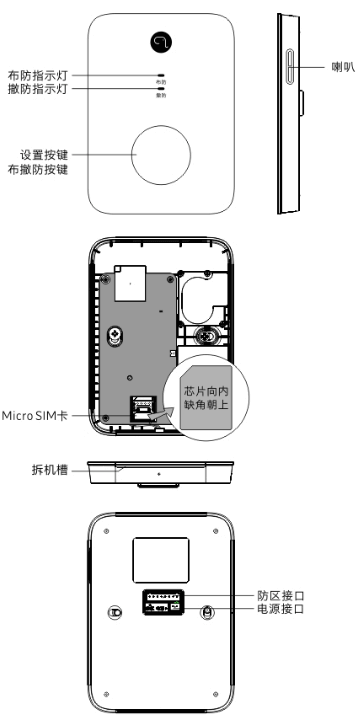 布防指示灯
布防
撤防指示灯
撤防
喇叭
设置按键
布撤防按键
芯片向内
缺角朝上
Micro SIM卡
拆机槽
防区接口
电源接口